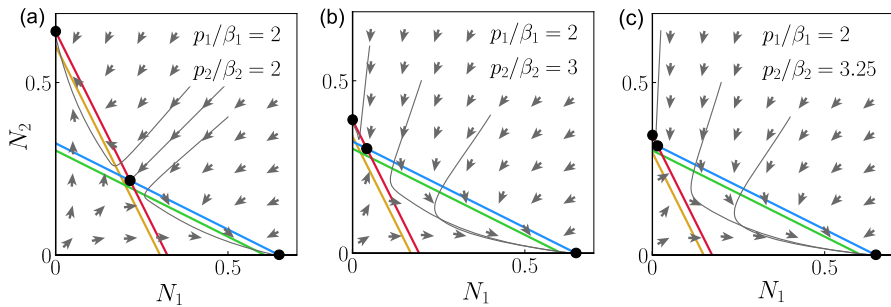 (a)
p₁/β₁ = 2
p₂/β₂ = 2
0.5
N₂
0
0
0.5
N₁
(b)
p₁/β₁ = 2
p₂/β₂ = 3
0.5
0
0
0.5
N₁
(c)
p₁/β₁ = 2
p₂/β₂ = 3.25
0.5
0
0
0.5
N₁